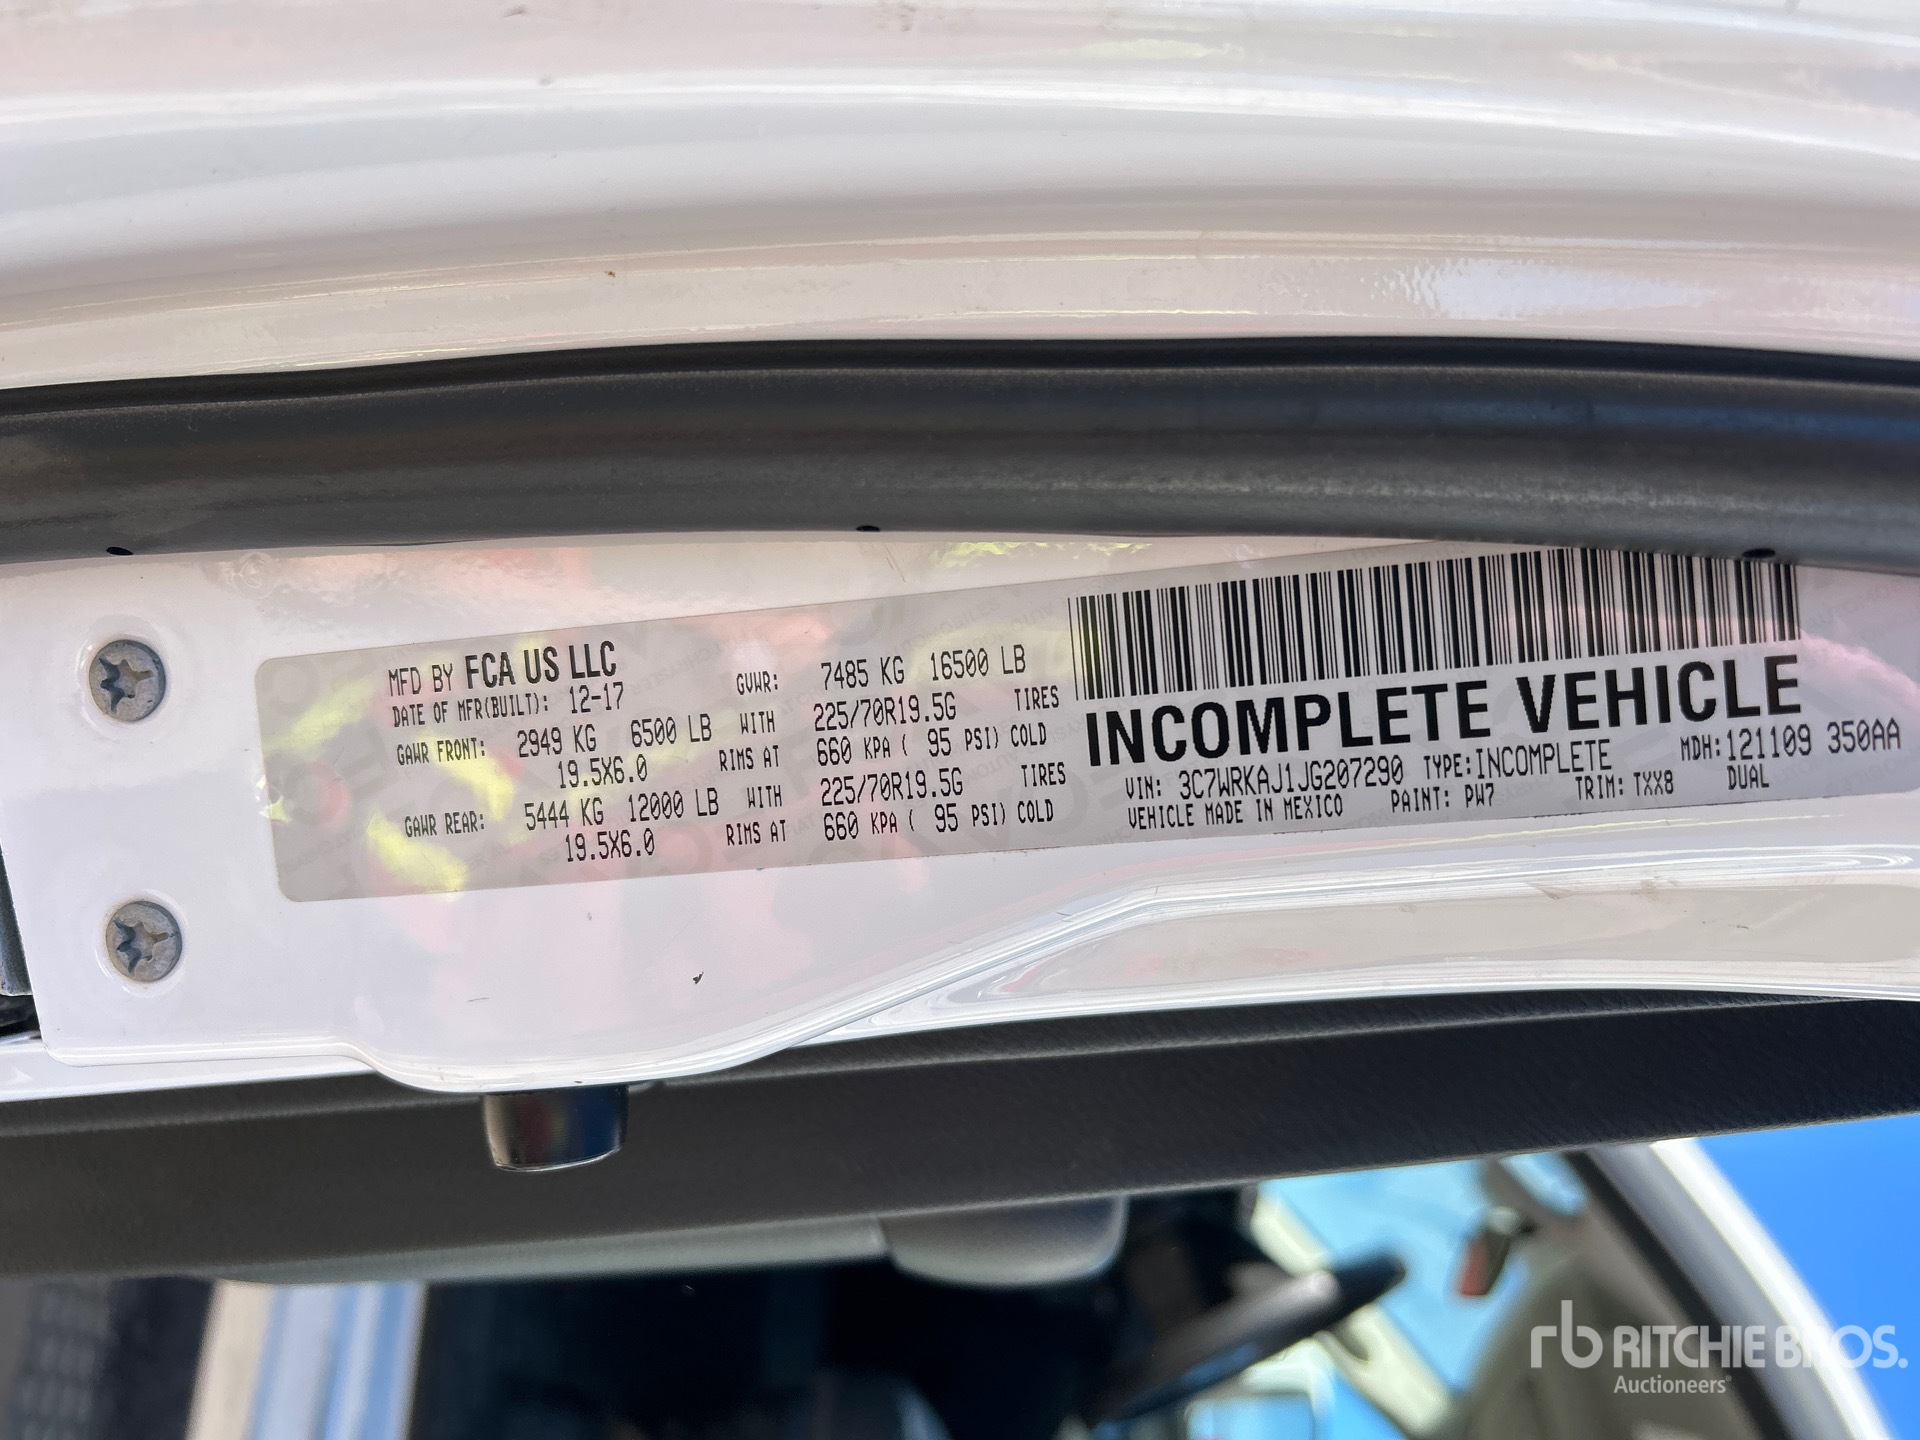 MFD BY FCA US LLC
DATE OF MFR(BUILT): 12-17
GVWR: 7485 KG 16500 LB
GAWR FRONT: 2949 KG 6500 LB WITH 225/70R19.5G TIRES
19.5X6.0 RIMS AT 660 KPA ( 95 PSI) COLD
GAWR REAR: 5444 KG 12000 LB WITH 225/70R19.5G TIRES
19.5X6.0 RIMS AT 660 KPA ( 95 PSI) COLD
INCOMPLETE VEHICLE
VIN: 3C7WRKAJ1JG207290 TYPE:INCOMPLETE MDH:121109 350AA
VEHICLE MADE IN MEXICO PAINT: PW7 TRIM: TXX8 DUAL
rb RITCHIE BROS.
Auctioneers